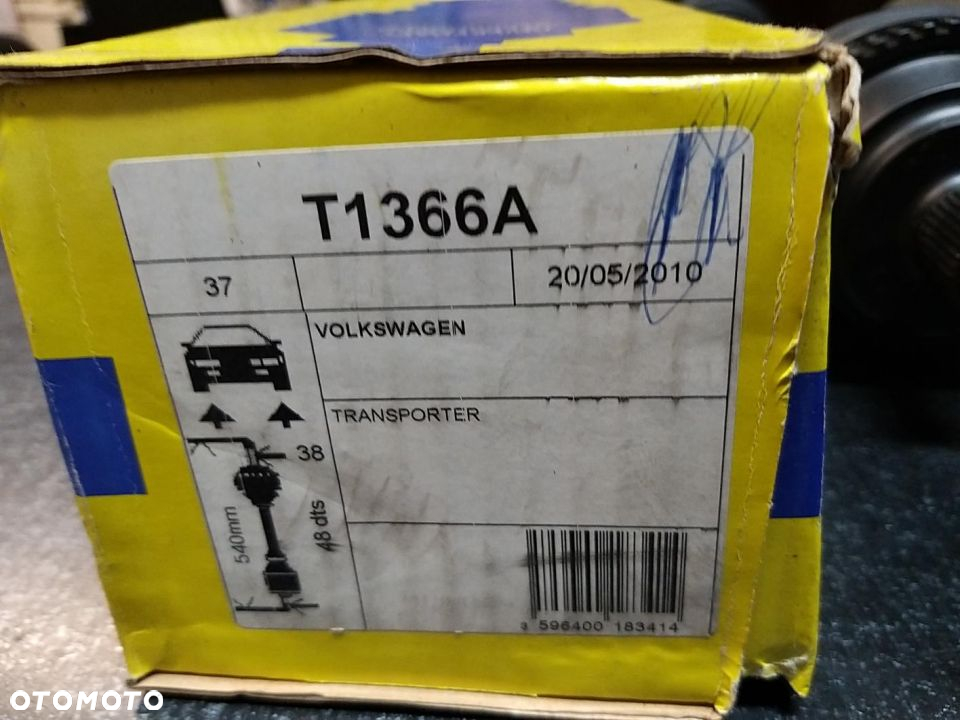 T1366A
37
20/05/2010
VOLKSWAGEN
TRANSPORTER
38
540mm
48 dts
3 596400 183414
OTOMOTO